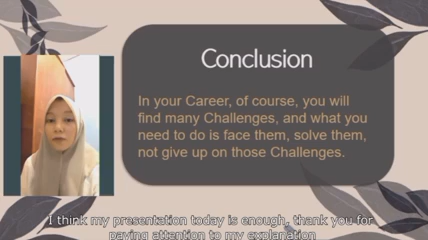 Conclusion
In your Career, of course, you will
find many Challenges, and what you
need to do is face them, solve them,
not give up on those Challenges.
I think my presentation today is enough, thank you for
paying attention to my explanation